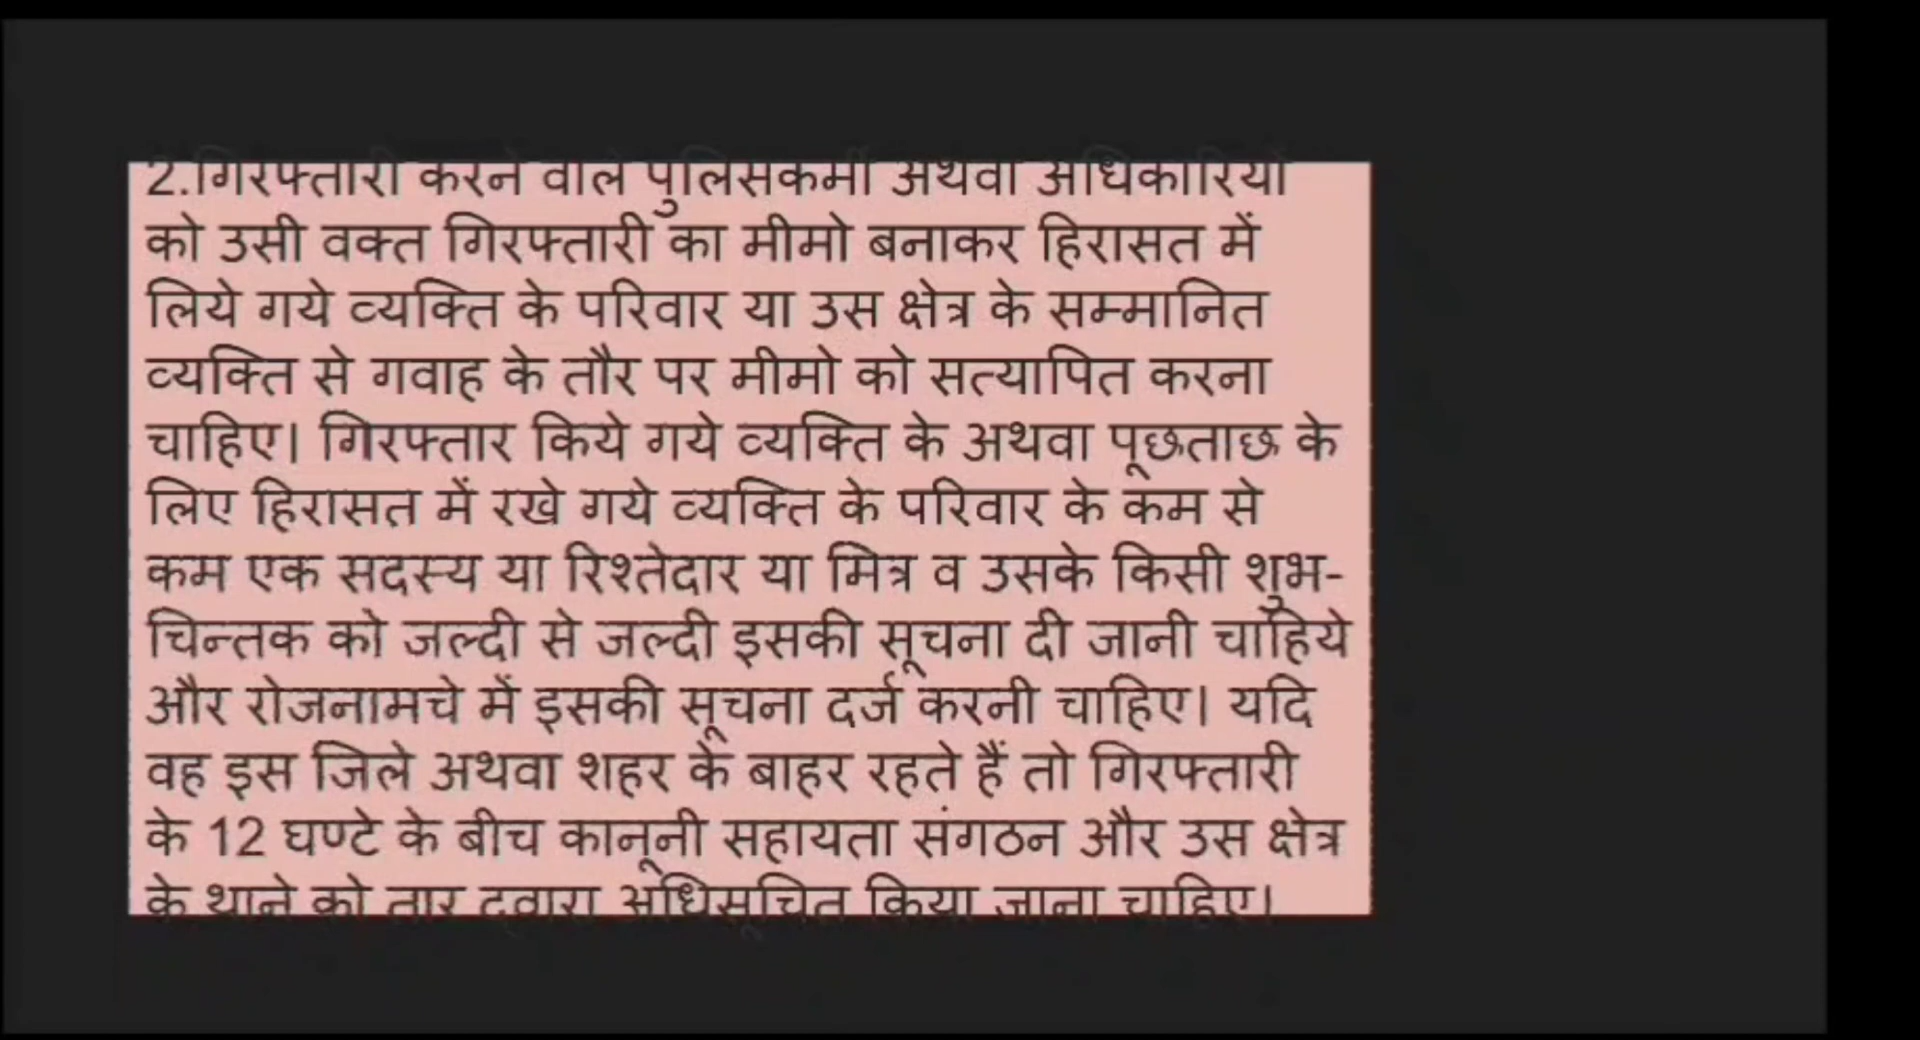 2.गिरफ्तारी करने वाले पुलिसकर्मी अथवा अधिकारियों
को उसी वक्त गिरफ्तारी का मीमो बनाकर हिरासत में
लिये गये व्यक्ति के परिवार या उस क्षेत्र के सम्मानित
व्यक्ति से गवाह के तौर पर मीमो को सत्यापित करना
चाहिए। गिरफ्तार किये गये व्यक्ति के अथवा पूछताछ के
लिए हिरासत में रखे गये व्यक्ति के परिवार के कम से
कम एक सदस्य या रिश्तेदार या मित्र व उसके किसी शुभ-
चिन्तक को जल्दी से जल्दी इसकी सूचना दी जानी चाहिये
और रोजनामचे में इसकी सूचना दर्ज करनी चाहिए। यदि
वह इस जिले अथवा शहर के बाहर रहते हैं तो गिरफ्तारी
के 12 घण्टे के बीच कानूनी सहायता संगठन और उस क्षेत्र
के थाने को तार द्वारा अधिसूचित किया जाना चाहिए।